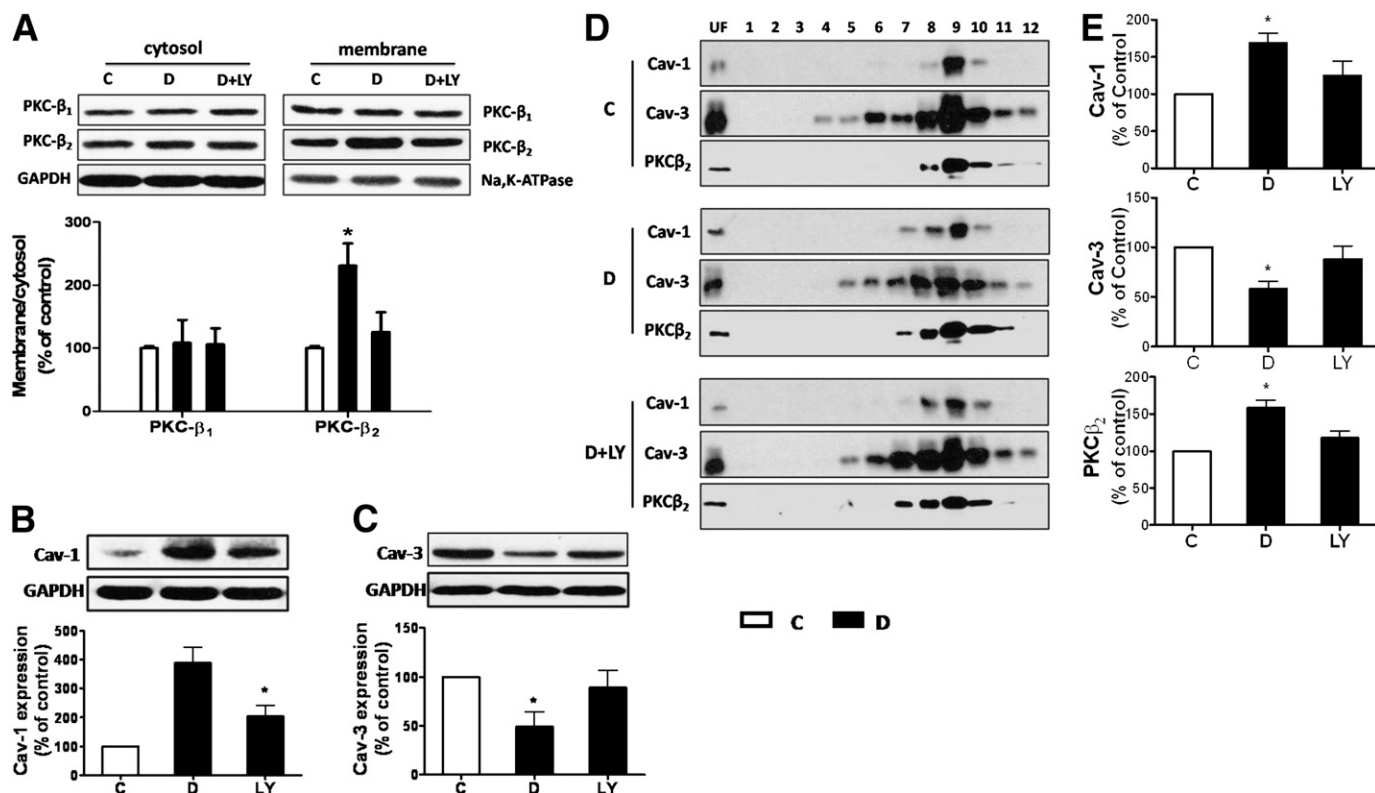 A
cytosol membrane
C D D+LY C D D+LY
PKC-β1 PKC-β1
PKC-β2 PKC-β2
GAPDH Na,K-ATPase
Membrane/cytosol
(% of control)
300
200
100
0
*
PKC-β1 PKC-β2
B
Cav-1
GAPDH
Cav-1 expression
(% of control)
500
400
300
200
100
0
*
C D LY
C
Cav-3
GAPDH
Cav-3 expression
(% of control)
150
100
50
0
*
C D LY
D
UF 1 2 3 4 5 6 7 8 9 10 11 12
C
Cav-1
Cav-3
PKCβ2
D
Cav-1
Cav-3
PKCβ2
D+LY
Cav-1
Cav-3
PKCβ2
C D
E
Cav-1
(% of Control)
200
150
100
50
0
*
C D LY
Cav-3
(% of Control)
150
100
50
0
*
C D LY
PKCβ2
(% of control)
200
150
100
50
0
*
C D LY